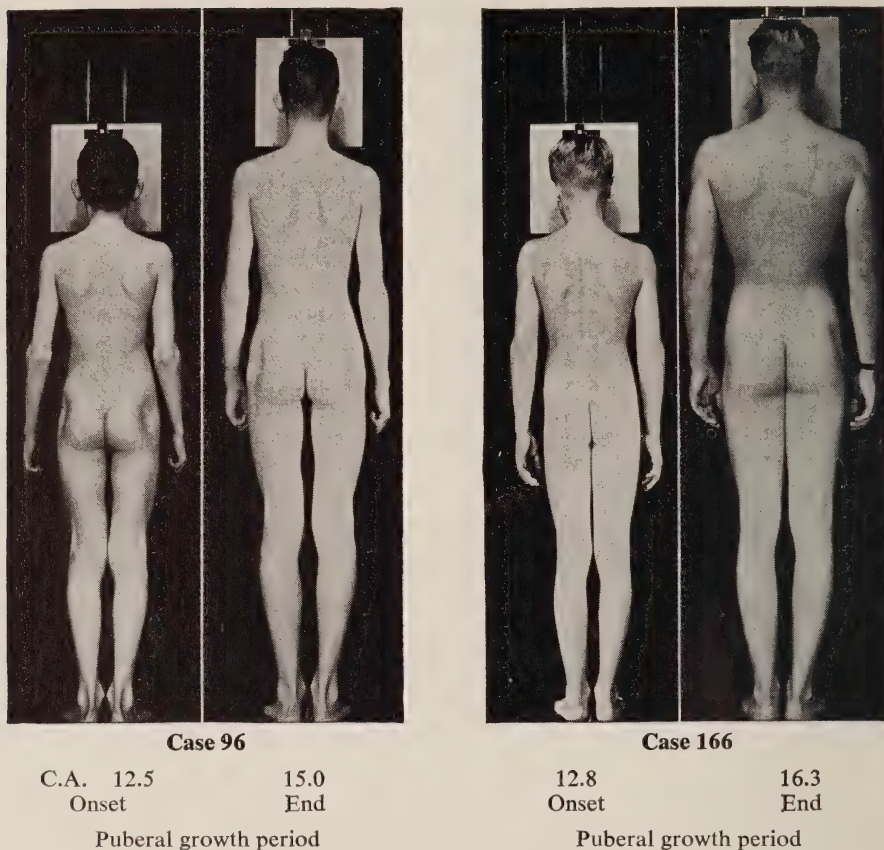 Case 96
Case 166
C.A. 12.5 15.0 12.8 16.3
Onset End Onset End
Puberal growth period Puberal growth period